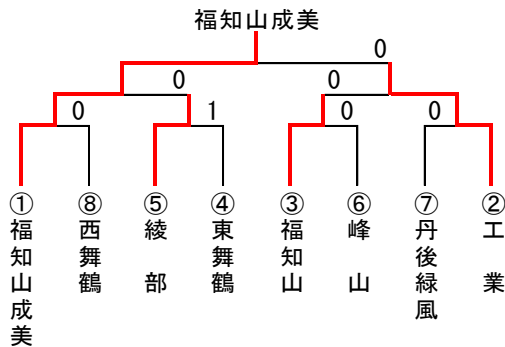 福知山成美
0
0
0
0
1
0
0
① ⑧ ⑤ ④ ③ ⑥ ⑦ ②
福知山成美
西舞鶴
綾部
東舞鶴
福知山
峰山
丹後緑風
工業